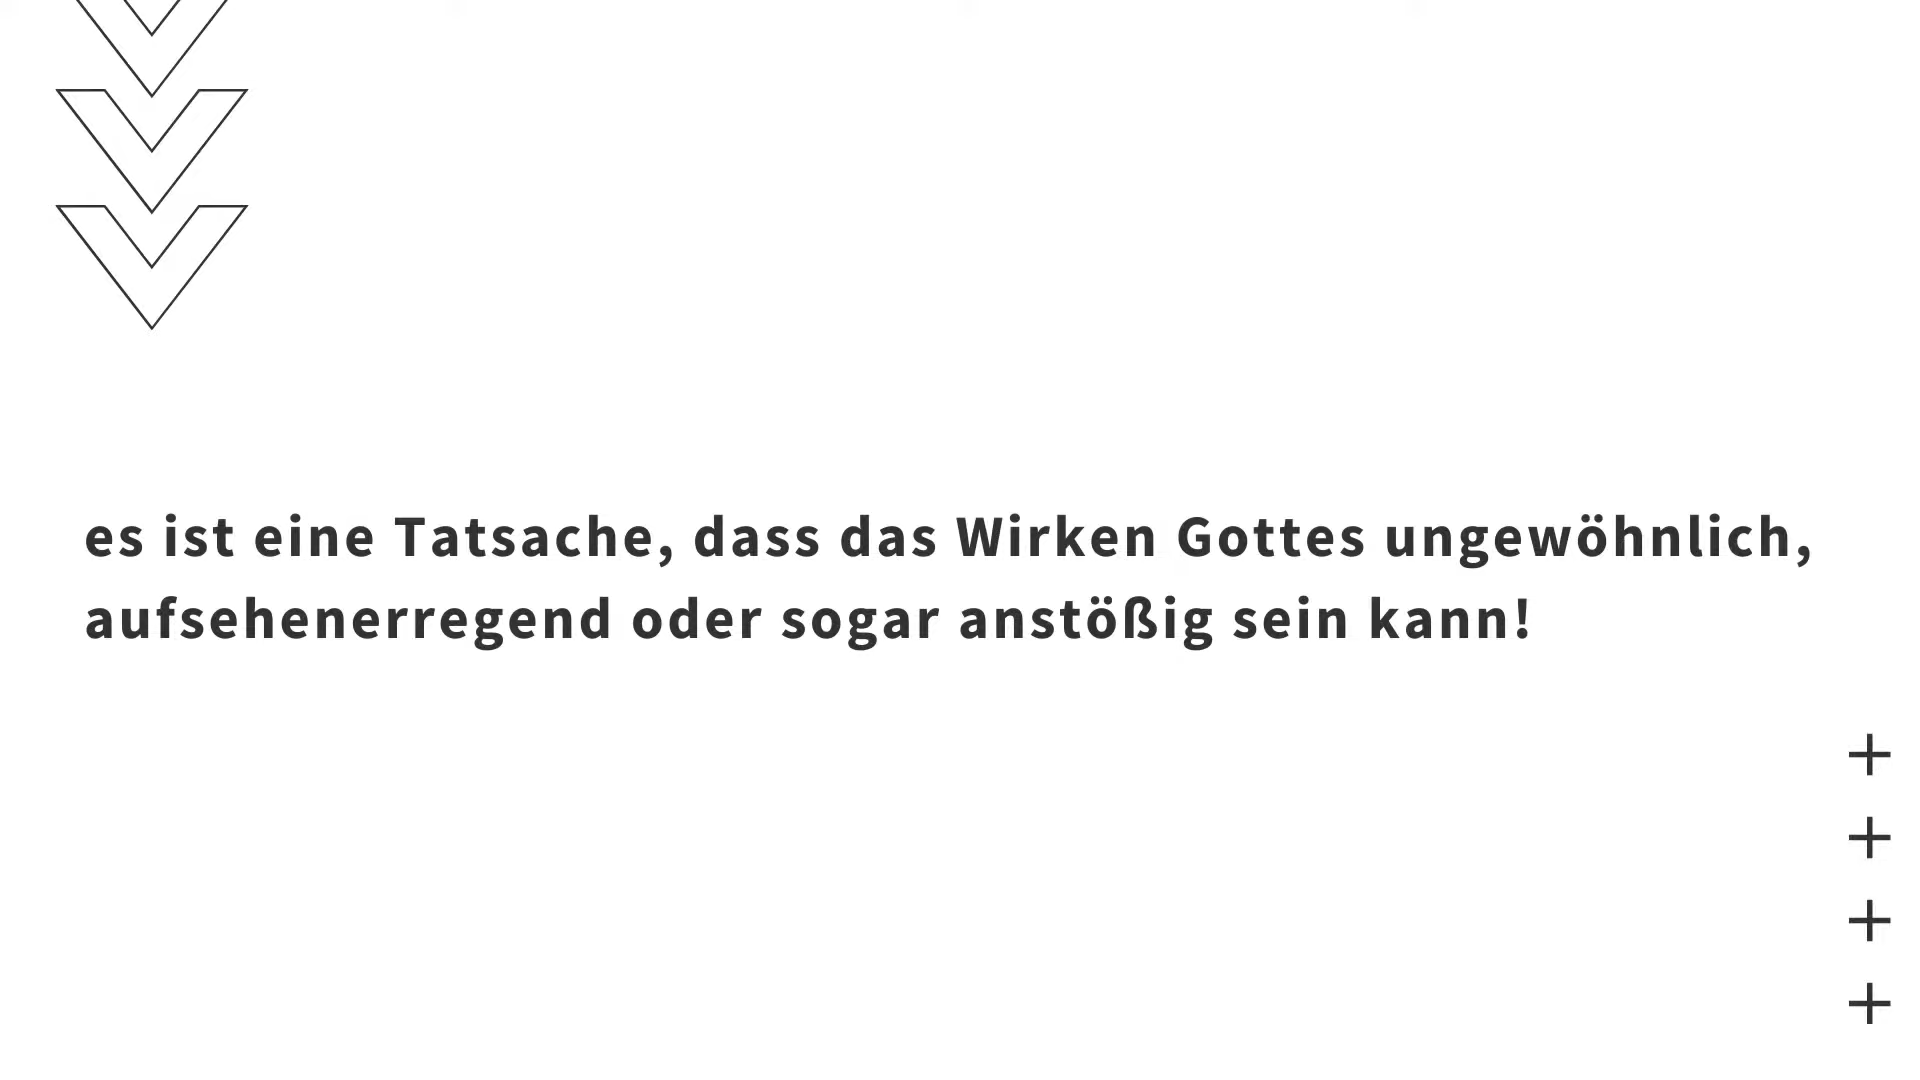 es ist eine Tatsache, dass das Wirken Gottes ungewöhnlich,
aufsehenerregend oder sogar anstößig sein kann!